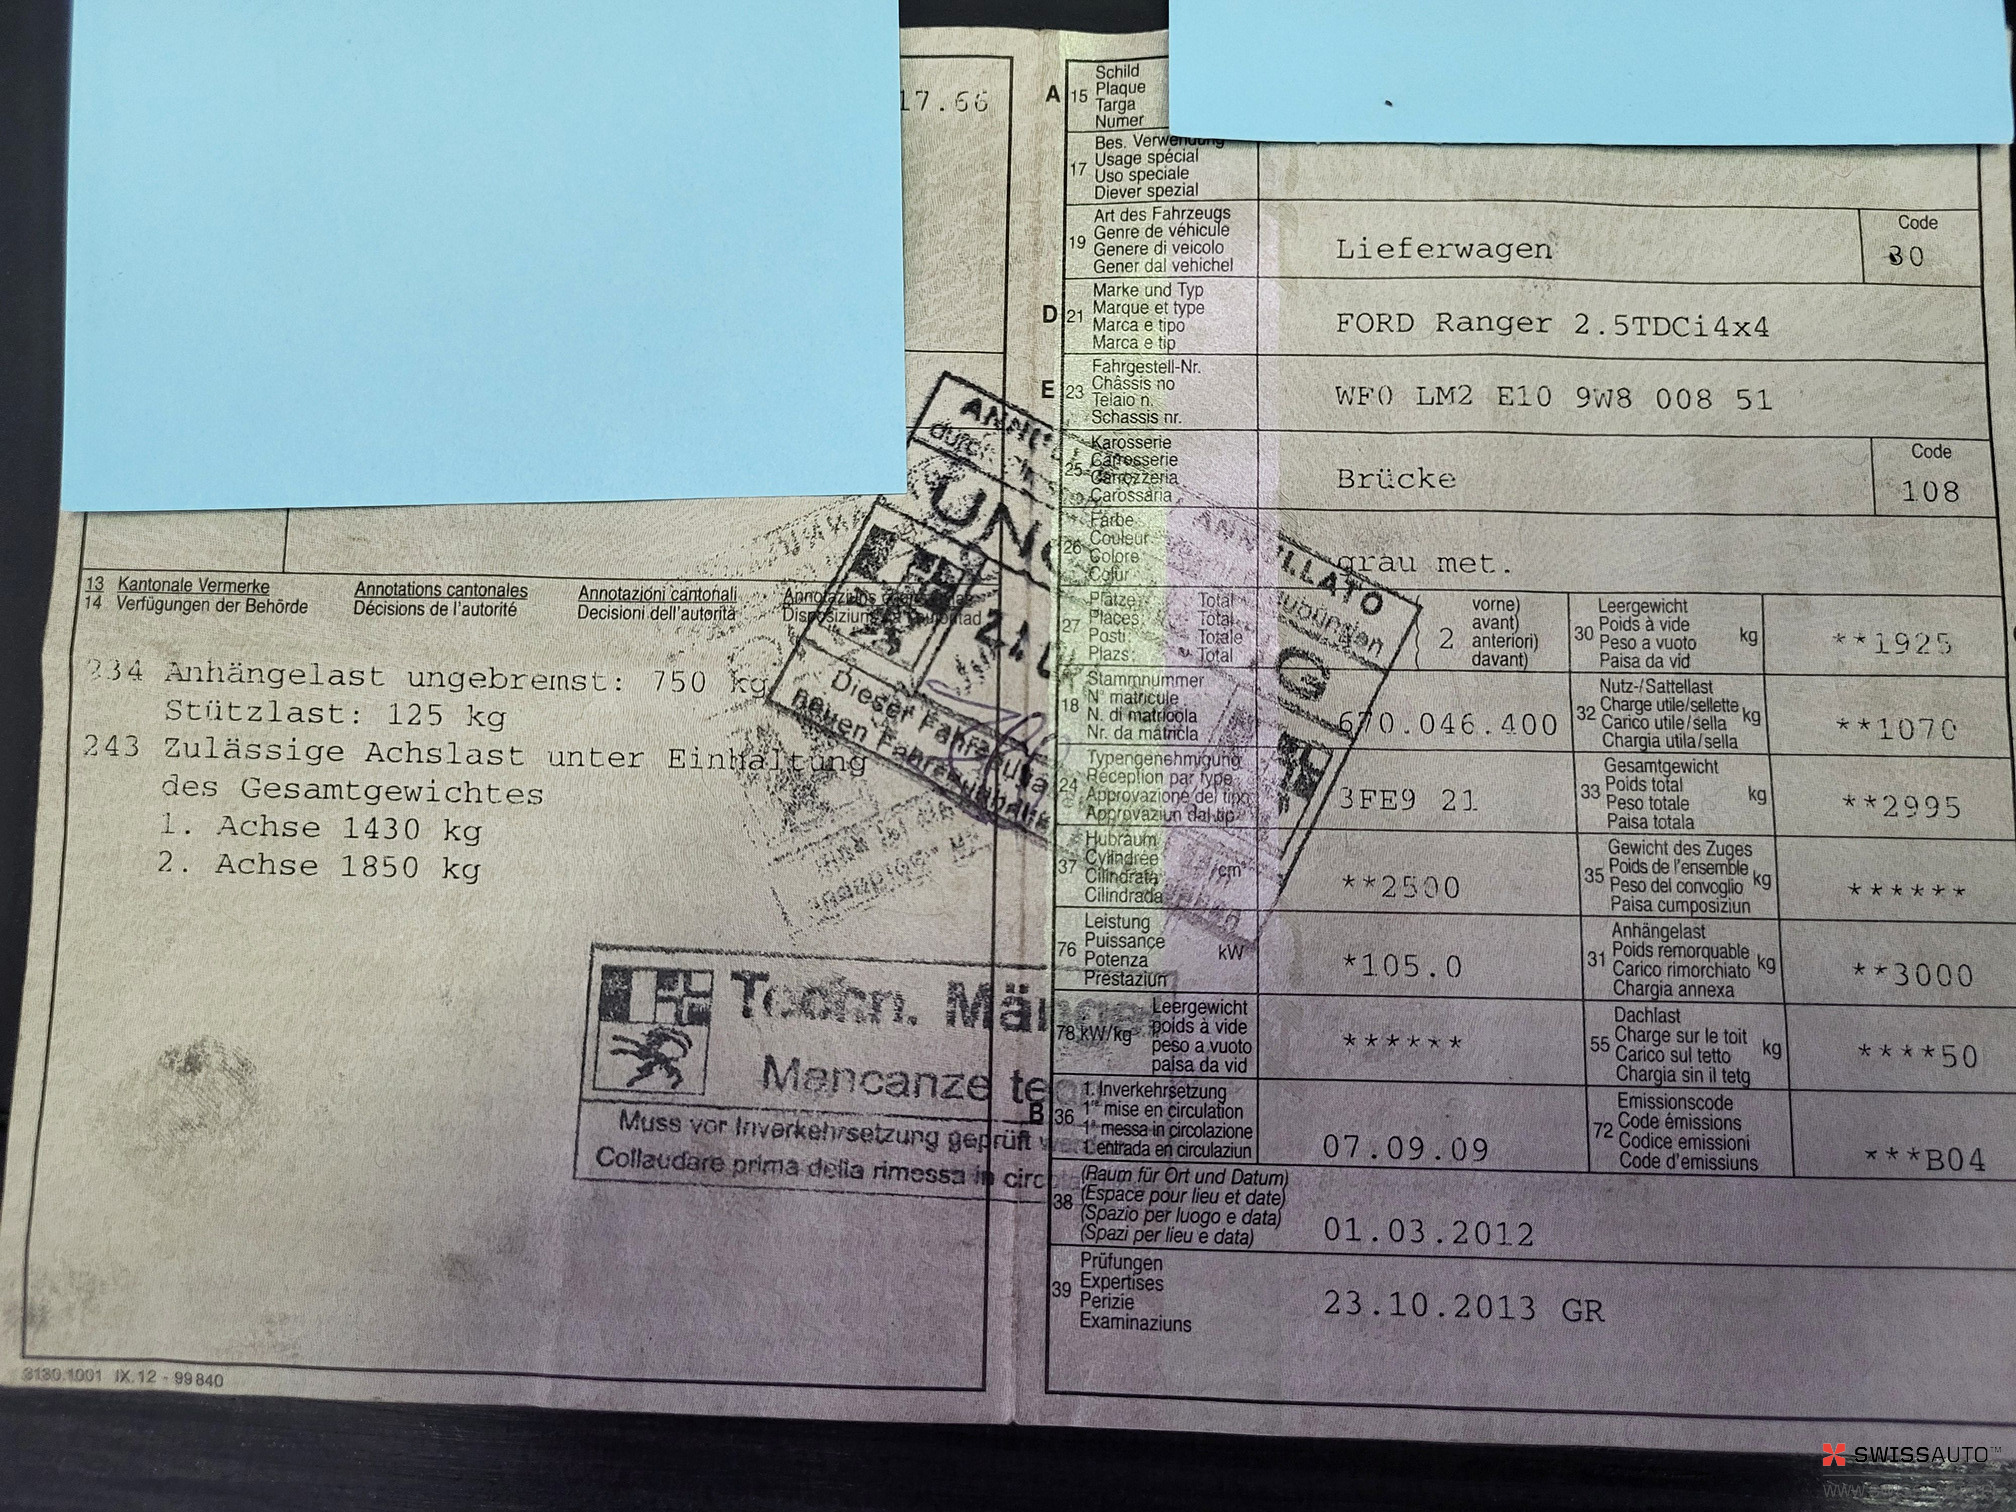 17.66
13 Kantonale Vermerke Annotations cantonales Annotazioni cantonali
14 Verfügungen der Behörde Décisions de l'autorité Decisioni dell'autorità
234 Anhängelast ungebremst: 750 kg
Stützlast: 125 kg
243 Zulässige Achslast unter Einhaltung
des Gesamtgewichtes
1. Achse 1430 kg
2. Achse 1850 kg
21
Dieser
neuen
Techn.
Mancanze
Muss vor Inverkehrsetzung geprüft
Collaudare prima della rimessa in
3130.1001 IX.12 - 99 840
A 15 Schild
Plaque
Targa
Numer
17 Bes. Verwendung
Usage spécial
Uso speciale
Diever spezial
19 Art des Fahrzeugs
Genre de véhicule
Genere di veicolo
Gener dal vehichel
Lieferwagen
Code
30
D 21 Marke und Typ
Marque et type
Marca e tipo
Marca e tip
FORD Ranger 2.5TDCi4x4
E 23 Fahrgestell-Nr.
Châssis no
Telaio n.
Schassis nr.
WF0 LM2 E10 9W8 008 51
25 Karosserie
Carrosserie
Carrozzeria
Carossaria
Brücke
Code
108
26 Farbe
Couleur
Colore
Colur
grau met.
27 Plätze Total
Places Total
Posti Totale
Plazs Total
2 vorne)
avant)
anteriori)
davant)
30 Leergewicht
Poids à vide
Peso a vuoto
Paisa da vid
kg
**1925
18 Stammnummer
N° matricule
N. di matricola
Nr. da matricla
670.046.400
32 Nutz-/Sattellast
Charge utile/sellette
Carico utile/sella
Chargia utila/sella
kg
**1070
24 Typengenehmigung
Réception par type
Approvazione del tipo
Approvaziun dal tip
3FE9 21
33 Gesamtgewicht
Poids total
Peso totale
Paisa totala
kg
**2995
37 Hubraum
Cylindrée
Cilindrata
Cilindrada
cm³
**2500
35 Gewicht des Zuges
Poids de l'ensemble
Peso del convoglio
Paisa cumposiziun
kg
******
76 Leistung
Puissance
Potenza
Prestaziun
kW
*105.0
31 Anhängelast
Poids remorquable
Carico rimorchiato
Chargia annexa
kg
**3000
78 kW/kg Leergewicht
poids à vide
peso a vuoto
paisa da vid
******
55 Dachlast
Charge sur le toit
Carico sul tetto
Chargia sin il tetg
kg
****50
B 36 1. Inverkehrsetzung
1re mise en circulation
1a messa in circolazione
1. entrada en circulaziun
07.09.09
72 Emissionscode
Code émissions
Codice emissioni
Code d'emissiuns
***B04
38 (Raum für Ort und Datum)
(Espace pour lieu et date)
(Spazio per luogo e data)
(Spazi per lieu e data)
01.03.2012
39 Prüfungen
Expertises
Perizie
Examinaziuns
23.10.2013 GR
SWISSAUTO™